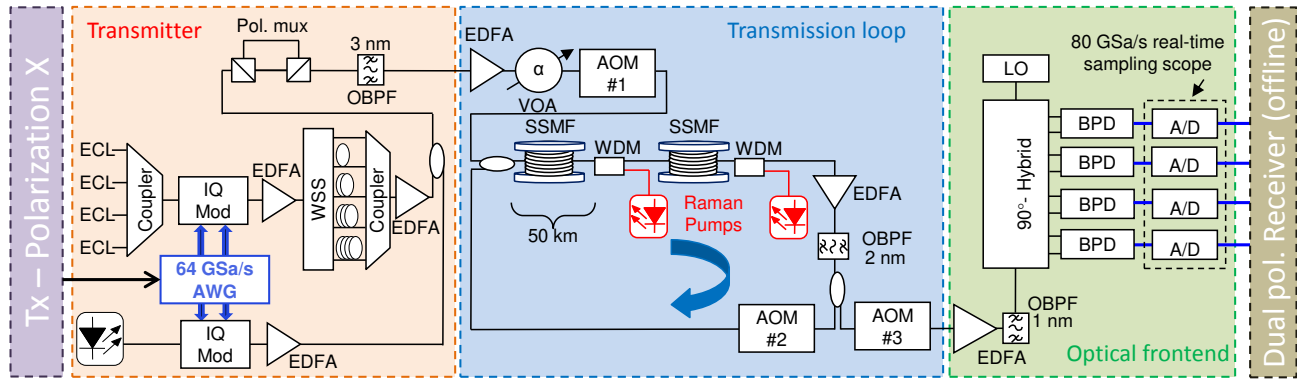 Tx – Polarization X
Transmitter
Pol. mux
3 nm
OBPF
ECL
ECL
ECL
ECL
Coupler
IQ
Mod
EDFA
WSS
Coupler
EDFA
64 GSa/s
AWG
IQ
Mod
EDFA
Transmission loop
EDFA
α
VOA
AOM
#1
SSMF
WDM
SSMF
WDM
50 km
Raman
Pumps
EDFA
OBPF
2 nm
AOM
#2
AOM
#3
80 GSa/s real-time
sampling scope
LO
90°- Hybrid
BPD
A/D
BPD
A/D
BPD
A/D
BPD
A/D
OBPF
1 nm
EDFA
Optical frontend
Dual pol. Receiver (offline)